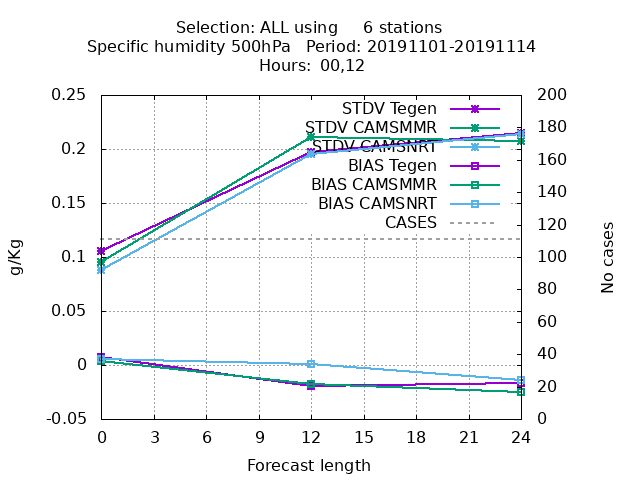 Selection: ALL using     6 stations
Specific humidity 500hPa   Period: 20191101-20191114
Hours: 00,12
0.25
0.2
0.15
0.1
0.05
0
-0.05
g/Kg
STDV Tegen
STDV CAMSMMR
STDV CAMSNRT
BIAS Tegen
BIAS CAMSMMR
BIAS CAMSNRT
CASES
200
180
160
140
120
100
80
60
40
20
0
No cases
0 3 6 9 12 15 18 21 24
Forecast length